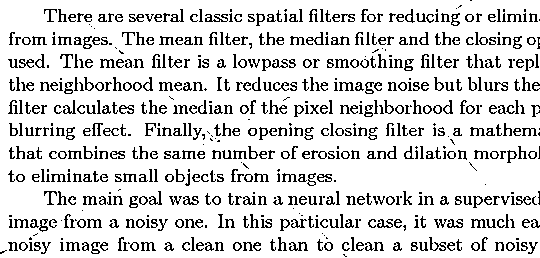 There are several classic spatial filters for reducing or elimin
from images. The mean filter, the median filter and the closing op
used. The mean filter is a lowpass or smoothing filter that repl
the neighborhood mean. It reduces the image noise but blurs the
filter calculates the median of the pixel neighborhood for each p
blurring effect. Finally, the opening closing filter is a mathema
that combines the same number of erosion and dilation morpholo
to eliminate small objects from images.
The main goal was to train a neural network in a supervised
image from a noisy one. In this particular case, it was much ea
noisy image from a clean one than to clean a subset of noisy